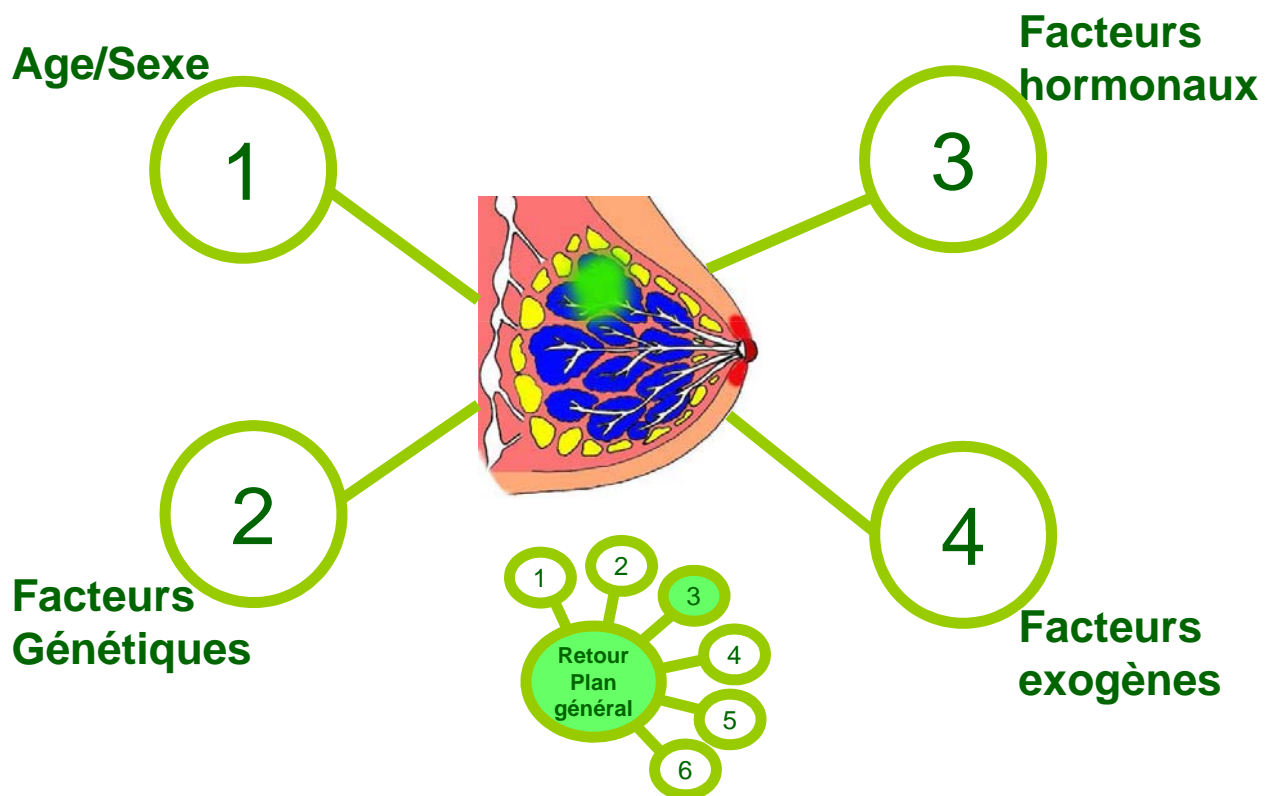 Age/Sexe
1
Facteurs
hormonaux
3
2
Facteurs
Génétiques
4
Facteurs
exogènes
1
2
3
4
5
6
Retour
Plan
général